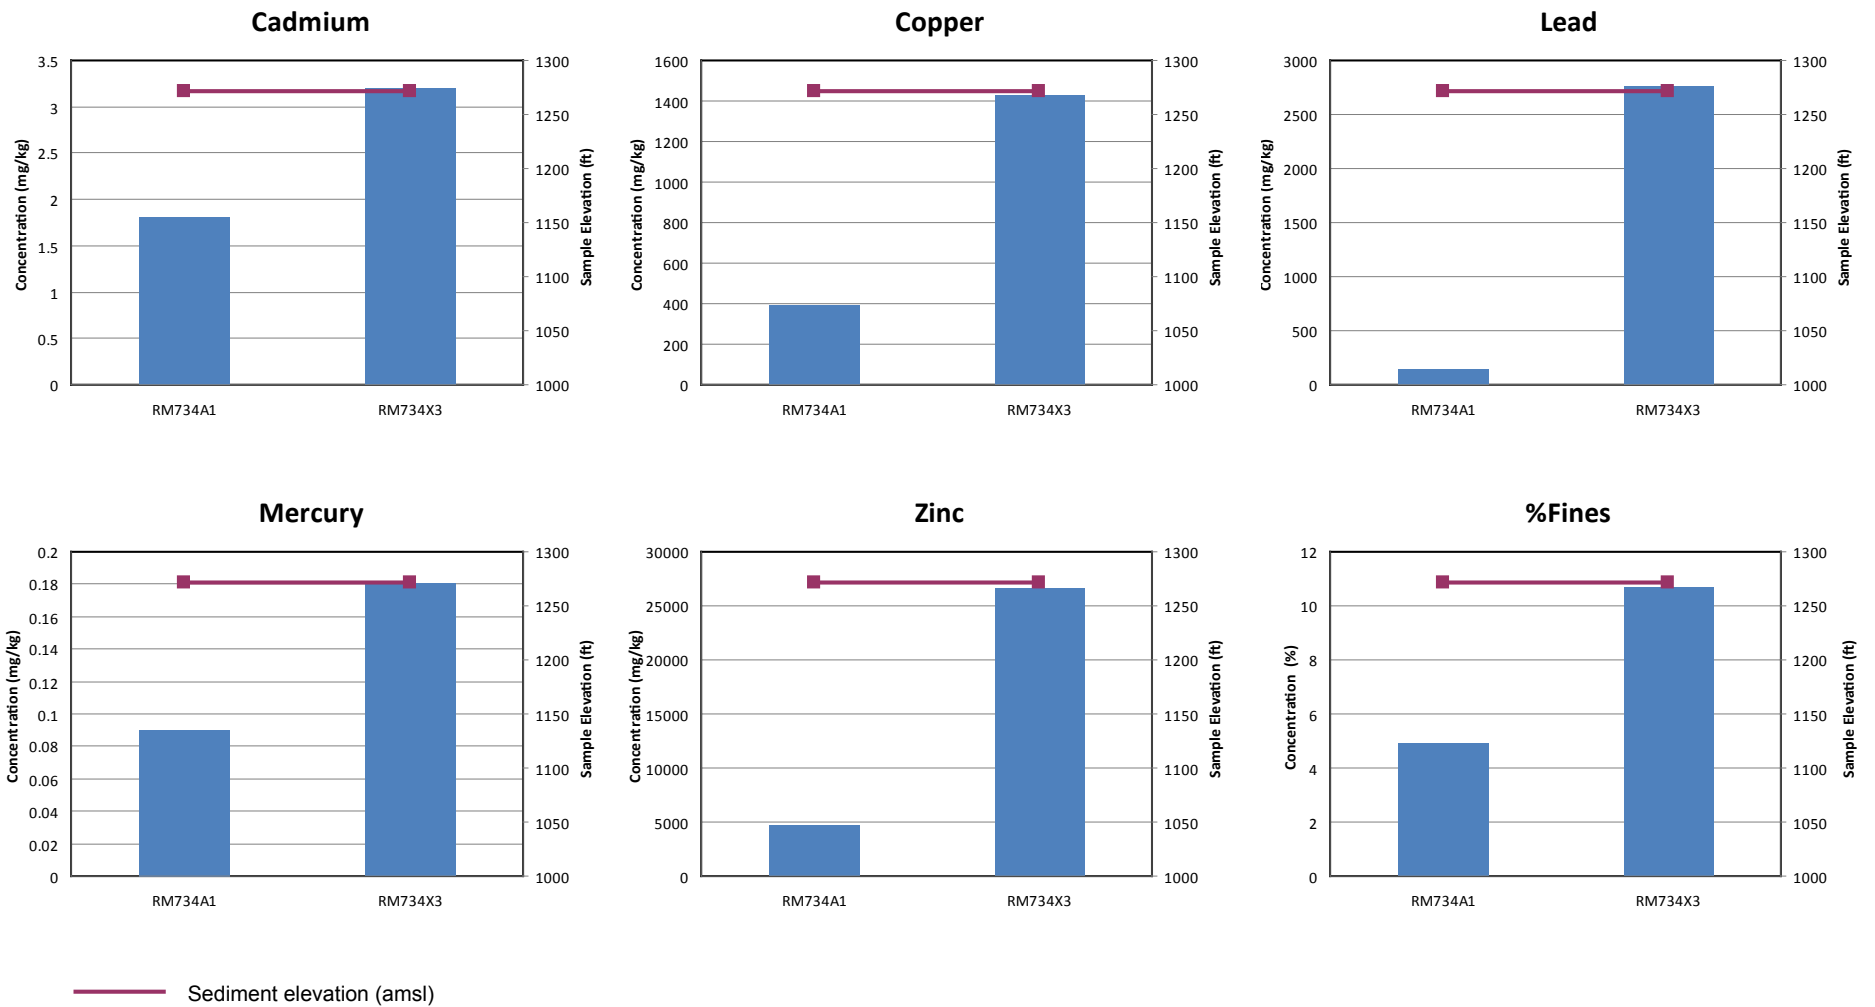 Cadmium
3.5
3
2.5
2
1.5
1
0.5
0
Concentration (mg/kg)
1300
1250
1200
1150
1100
1050
1000
Sample Elevation (ft)
RM734A1
RM734X3
Copper
1600
1400
1200
1000
800
600
400
200
0
Concentration (mg/kg)
1300
1250
1200
1150
1100
1050
1000
Sample Elevation (ft)
RM734A1
RM734X3
Lead
3000
2500
2000
1500
1000
500
0
Concentration (mg/kg)
1300
1250
1200
1150
1100
1050
1000
Sample Elevation (ft)
RM734A1
RM734X3
Mercury
0.2
0.18
0.16
0.14
0.12
0.1
0.08
0.06
0.04
0.02
0
Concentration (mg/kg)
1300
1250
1200
1150
1100
1050
1000
Sample Elevation (ft)
RM734A1
RM734X3
Zinc
30000
25000
20000
15000
10000
5000
0
Concentration (mg/kg)
1300
1250
1200
1150
1100
1050
1000
Sample Elevation (ft)
RM734A1
RM734X3
%Fines
12
10
8
6
4
2
0
Concentration (%)
1300
1250
1200
1150
1100
1050
1000
Sample Elevation (ft)
RM734A1
RM734X3
Sediment elevation (amsl)